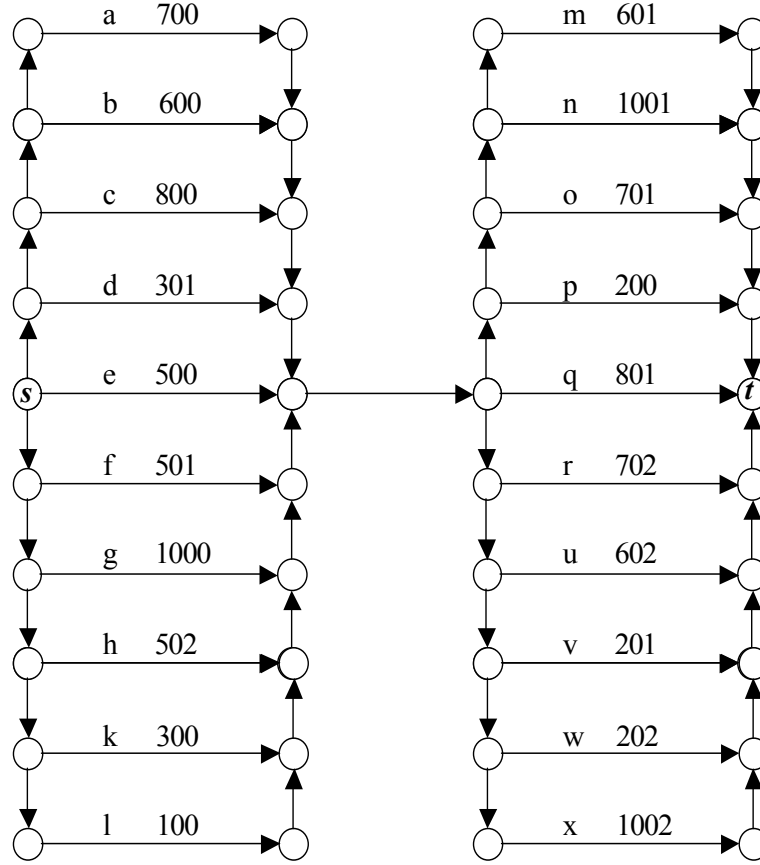 a 700 m 601
b 600 n 1001
c 800 o 701
d 301 p 200
s e 500 q 801 t
f 501 r 702
g 1000 u 602
h 502 v 201
k 300 w 202
l 100 x 1002